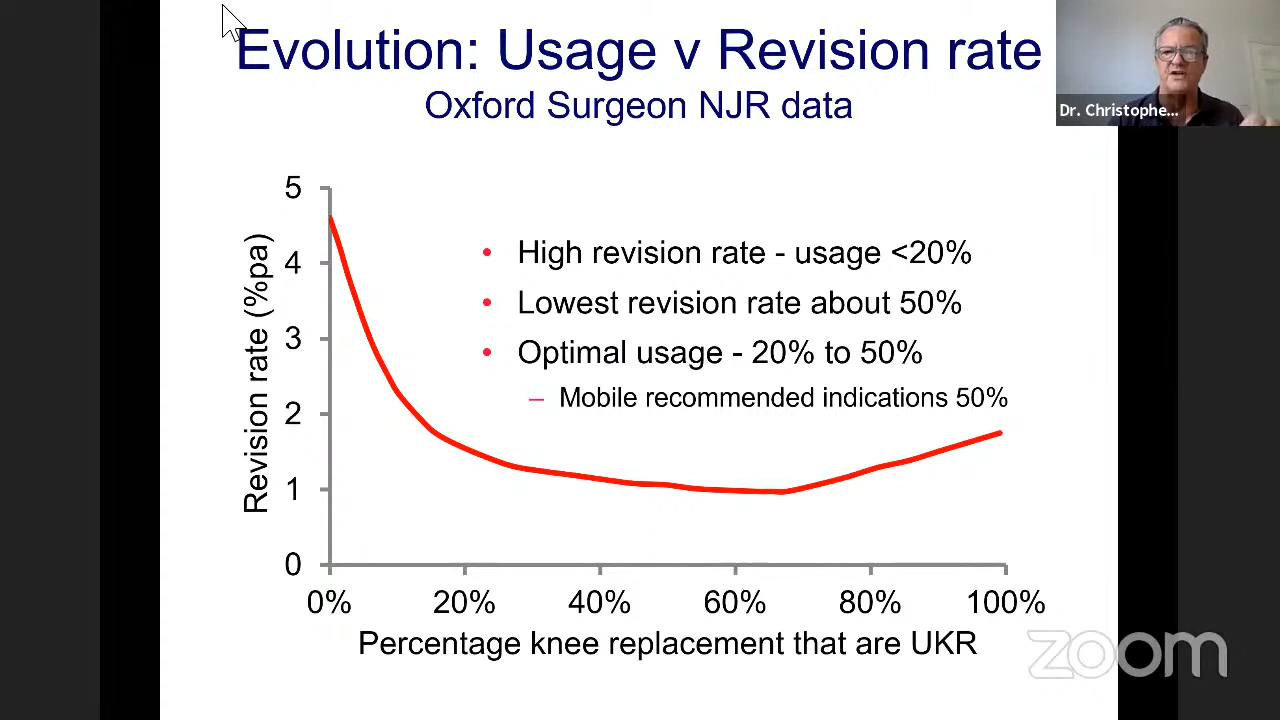 Evolution: Usage v Revision rate
Oxford Surgeon NJR data
Dr. Christophe...
5
4
3
2
1
0
Revision rate (%pa)
• High revision rate - usage <20%
• Lowest revision rate about 50%
• Optimal usage - 20% to 50%
– Mobile recommended indications 50%
0% 20% 40% 60% 80% 100%
Percentage knee replacement that are UKR
zoom